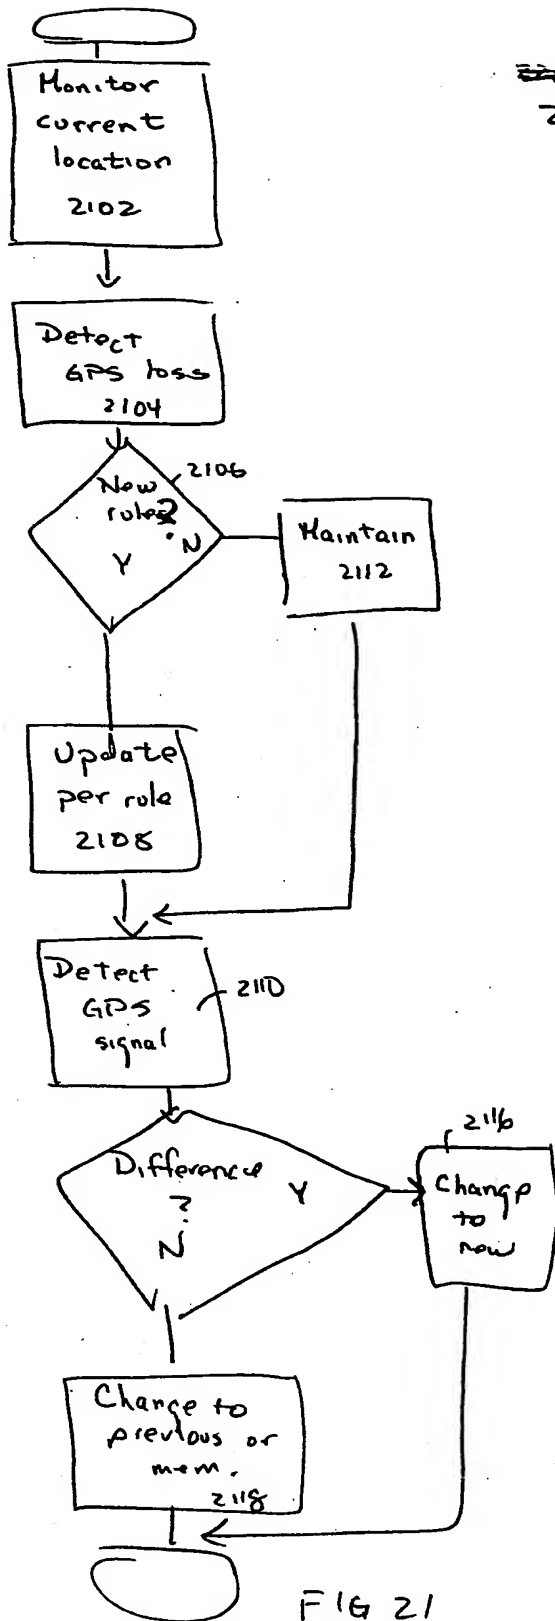 Monitor
current
location
2102
Detect
GPS loss
2104
2106
New
rules?
N
Y
Maintain
2112
Update
per rule
2108
Detect
GPS
signal
2110
Difference
?
Y
N
2116
Change
to
new
Change to
previous or
mem.
2118
FIG 21